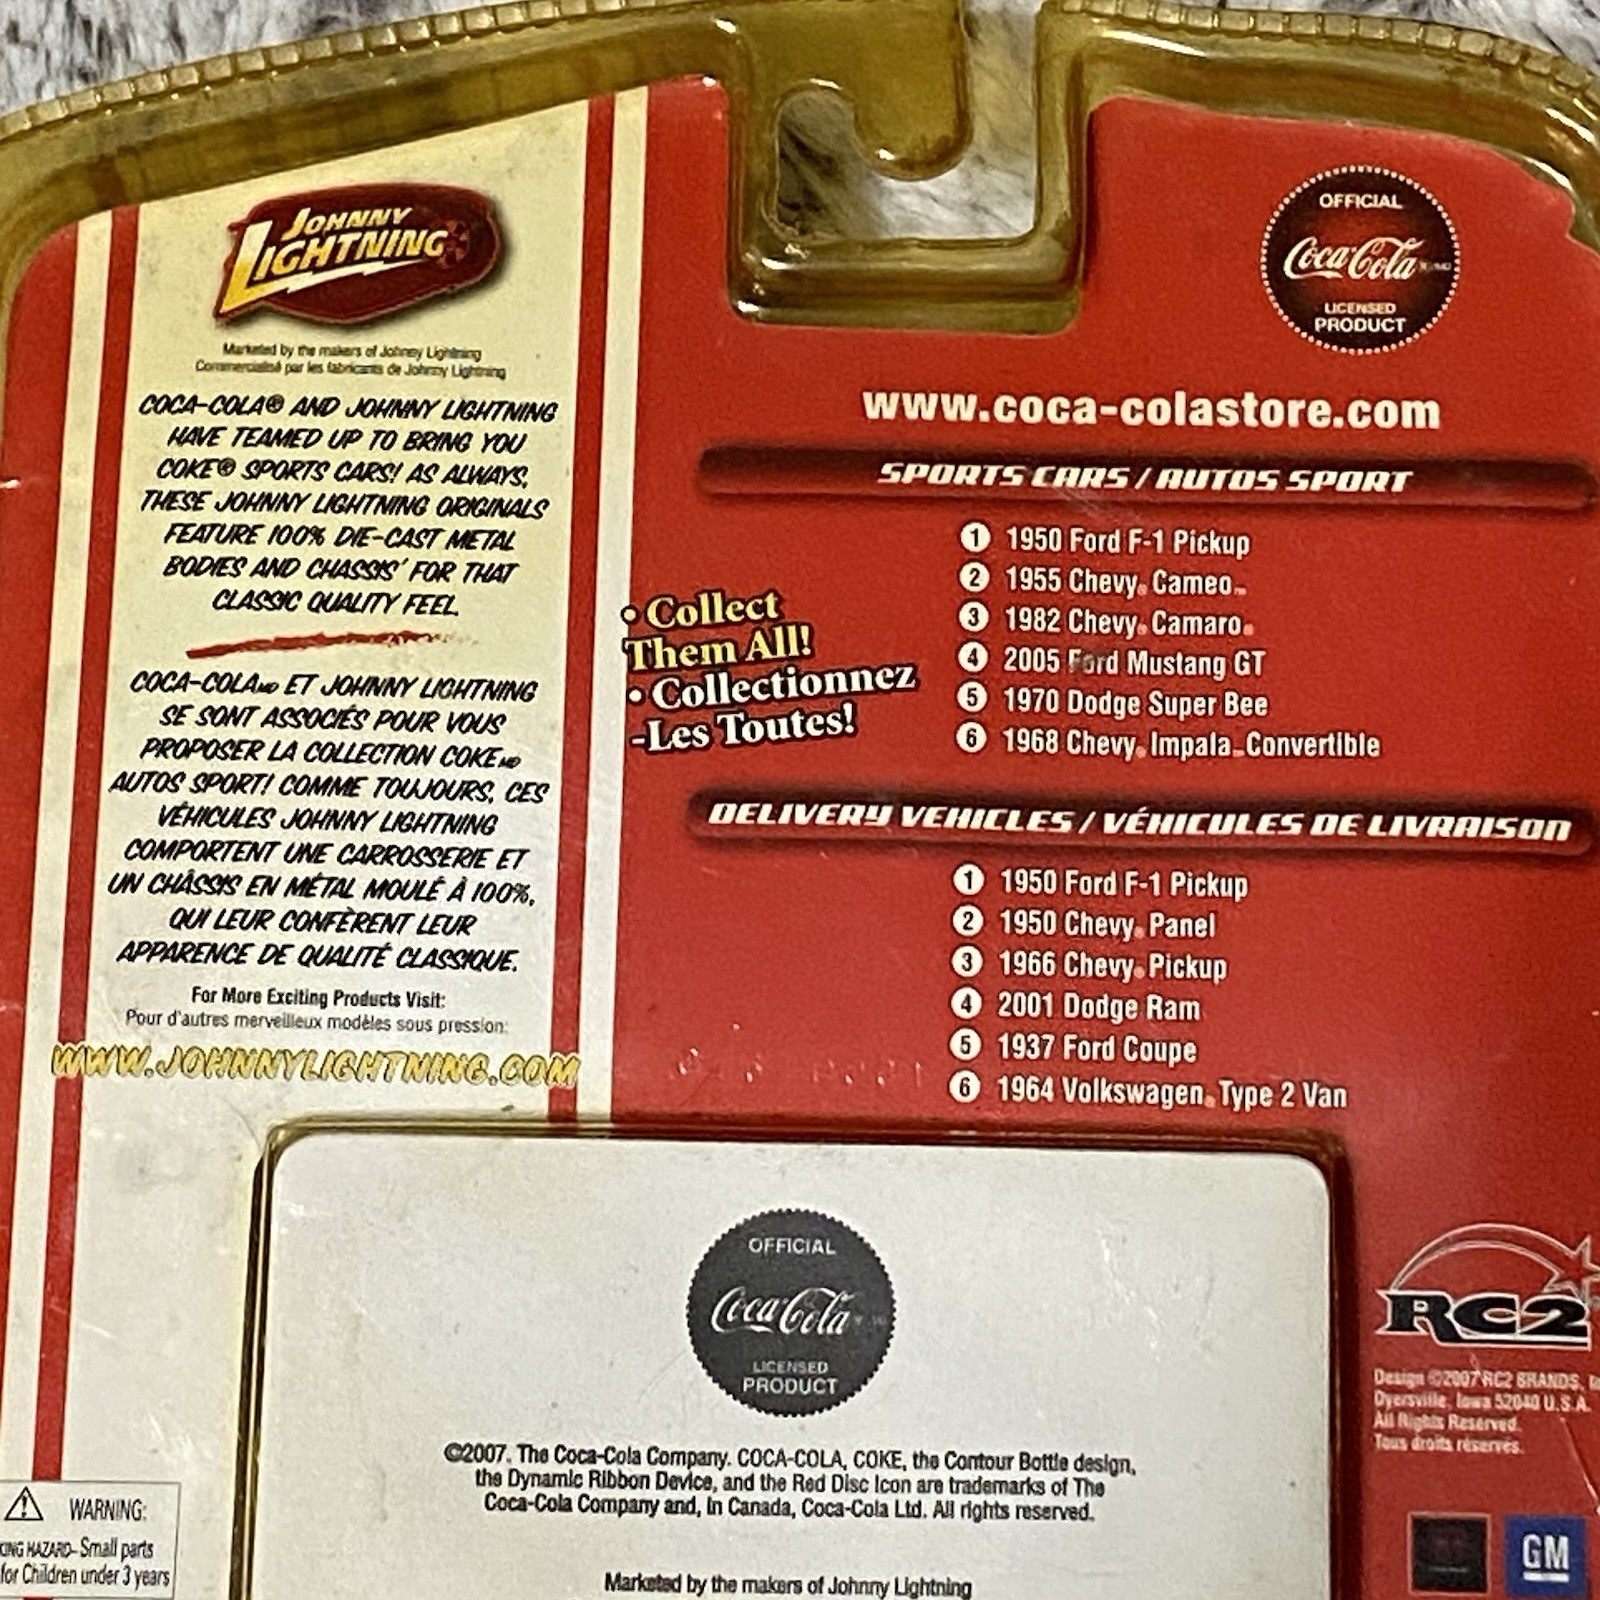 JOHNNY
LIGHTNING
Marketed by the makers of Johnny Lightning
Commercialisé par les fabricants de Johnny Lightning
COCA-COLA® AND JOHNNY LIGHTNING
HAVE TEAMED UP TO BRING YOU
COKE® SPORTS CARS! AS ALWAYS,
THESE JOHNNY LIGHTNING ORIGINALS
FEATURE 100% DIE-CAST METAL
BODIES AND CHASSIS' FOR THAT
CLASSIC QUALITY FEEL.
COCA-COLA MD ET JOHNNY LIGHTNING
SE SONT ASSOCIÉS POUR VOUS
PROPOSER LA COLLECTION COKE MD
AUTOS SPORT! COMME TOUJOURS, CES
VÉHICULES JOHNNY LIGHTNING
COMPORTENT UNE CARROSSERIE ET
UN CHÂSSIS EN MÉTAL MOULÉ À 100%,
QUI LEUR CONFÈRENT LEUR
APPARENCE DE QUALITÉ CLASSIQUE.
For More Exciting Products Visit:
Pour d'autres merveilleux modèles sous pression:
WWW.JOHNNYLIGHTNING.COM
OFFICIAL
Coca-Cola
LICENSED
PRODUCT
www.coca-colastore.com
SPORTS CARS / AUTOS SPORT
1 1950 Ford F-1 Pickup
2 1955 Chevy® Cameo™
3 1982 Chevy® Camaro®
4 2005 Ford Mustang GT
5 1970 Dodge Super Bee
6 1968 Chevy® Impala™ Convertible
• Collect
Them All!
• Collectionnez
-Les Toutes!
DELIVERY VEHICLES / VÉHICULES DE LIVRAISON
1 1950 Ford F-1 Pickup
2 1950 Chevy® Panel
3 1966 Chevy® Pickup
4 2001 Dodge Ram
5 1937 Ford Coupe
6 1964 Volkswagen® Type 2 Van
OFFICIAL
Coca-Cola
LICENSED
PRODUCT
©2007. The Coca-Cola Company. COCA-COLA, COKE, the Contour Bottle design,
the Dynamic Ribbon Device, and the Red Disc Icon are trademarks of The
Coca-Cola Company and, in Canada, Coca-Cola Ltd. All rights reserved.
Marketed by the makers of Johnny Lightning
RC2
Design ©2007 RC2 BRANDS,
Dyersville, Iowa 52040 U.S.A.
All Rights Reserved.
Tous droits réservés.
GM
WARNING:
HAZARD- Small parts
for Children under 3 years